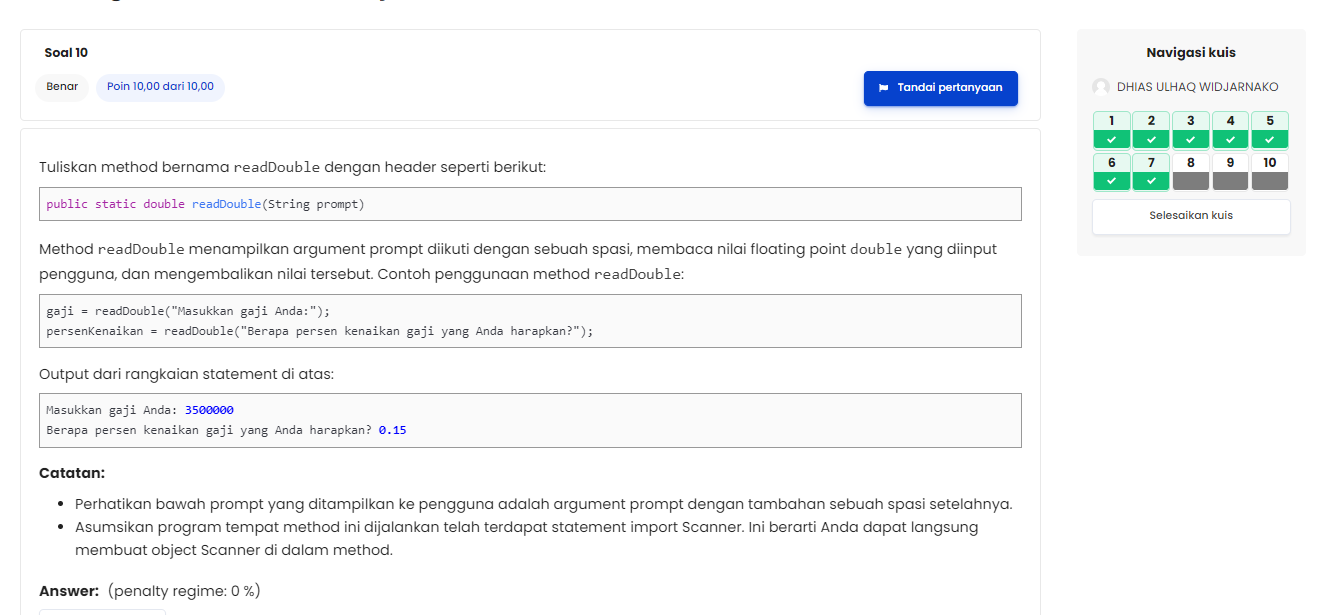 Soal 10
Benar
Poin 10,00 dari 10,00
Tandai pertanyaan
Tuliskan method bernama readDouble dengan header seperti berikut:
public static double readDouble(String prompt)
Method readDouble menampilkan argument prompt diikuti dengan sebuah spasi, membaca nilai floating point double yang diinput
pengguna, dan mengembalikan nilai tersebut. Contoh penggunaan method readDouble:
gaji = readDouble("Masukkan gaji Anda:");
persenKenaikan = readDouble("Berapa persen kenaikan gaji yang Anda harapkan?");
Output dari rangkaian statement di atas:
Masukkan gaji Anda: 3500000
Berapa persen kenaikan gaji yang Anda harapkan? 0.15
Catatan:
Perhatikan bawah prompt yang ditampilkan ke pengguna adalah argument prompt dengan tambahan sebuah spasi setelahnya.
Asumsikan program tempat method ini dijalankan telah terdapat statement import Scanner. Ini berarti Anda dapat langsung
membuat object Scanner di dalam method.
Answer: (penalty regime: 0 %)
Navigasi kuis
DHIAS ULHAQ WIDJARNAKO
1 2 3 4 5
6 7 8 9 10
Selesaikan kuis